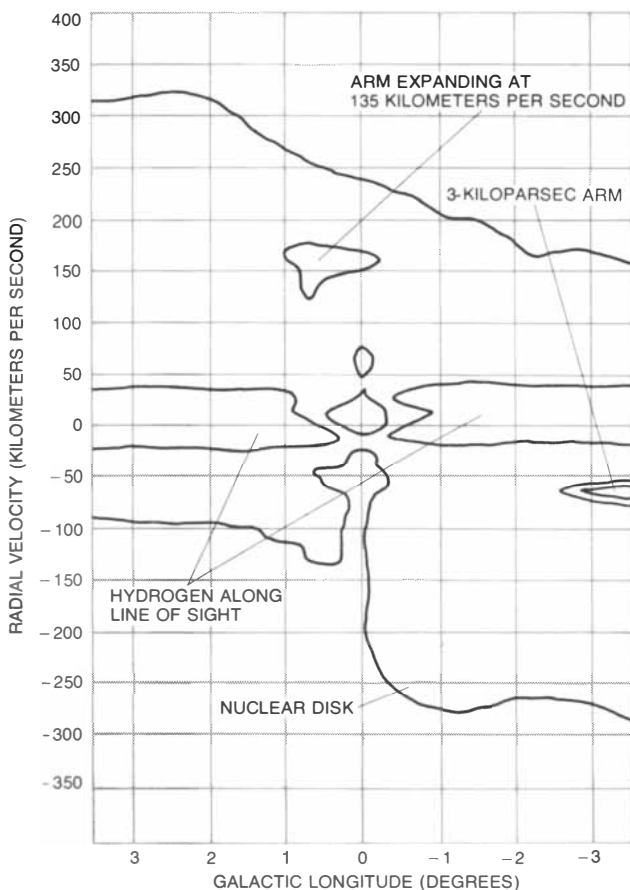 400
350
300
250
200
150
100
50
0
−50
−100
−150
−200
−250
−300
−350
RADIAL VELOCITY (KILOMETERS PER SECOND)
ARM EXPANDING AT
135 KILOMETERS PER SECOND
3-KILOPARSEC ARM
HYDROGEN ALONG
LINE OF SIGHT
NUCLEAR DISK
3 2 1 0 −1 −2 −3
GALACTIC LONGITUDE (DEGREES)